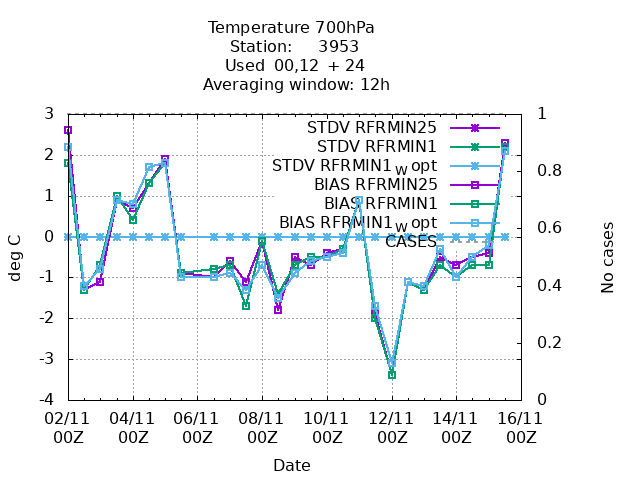 Temperature 700hPa
Station: 3953
Used 00,12 + 24
Averaging window: 12h
3 1
STDV RFRMIN25
STDV RFRMIN1
2 STDV RFRMIN1w opt 0.8
BIAS RFRMIN25
1 BIAS RFRMIN1
BIAS RFRMIN1w opt
0 CASES 0.6
deg C No cases
-1
0.4
-2
-3 0.2
-4 0
02/11 04/11 06/11 08/11 10/11 12/11 14/11 16/11
00Z 00Z 00Z 00Z 00Z 00Z 00Z 00Z
Date